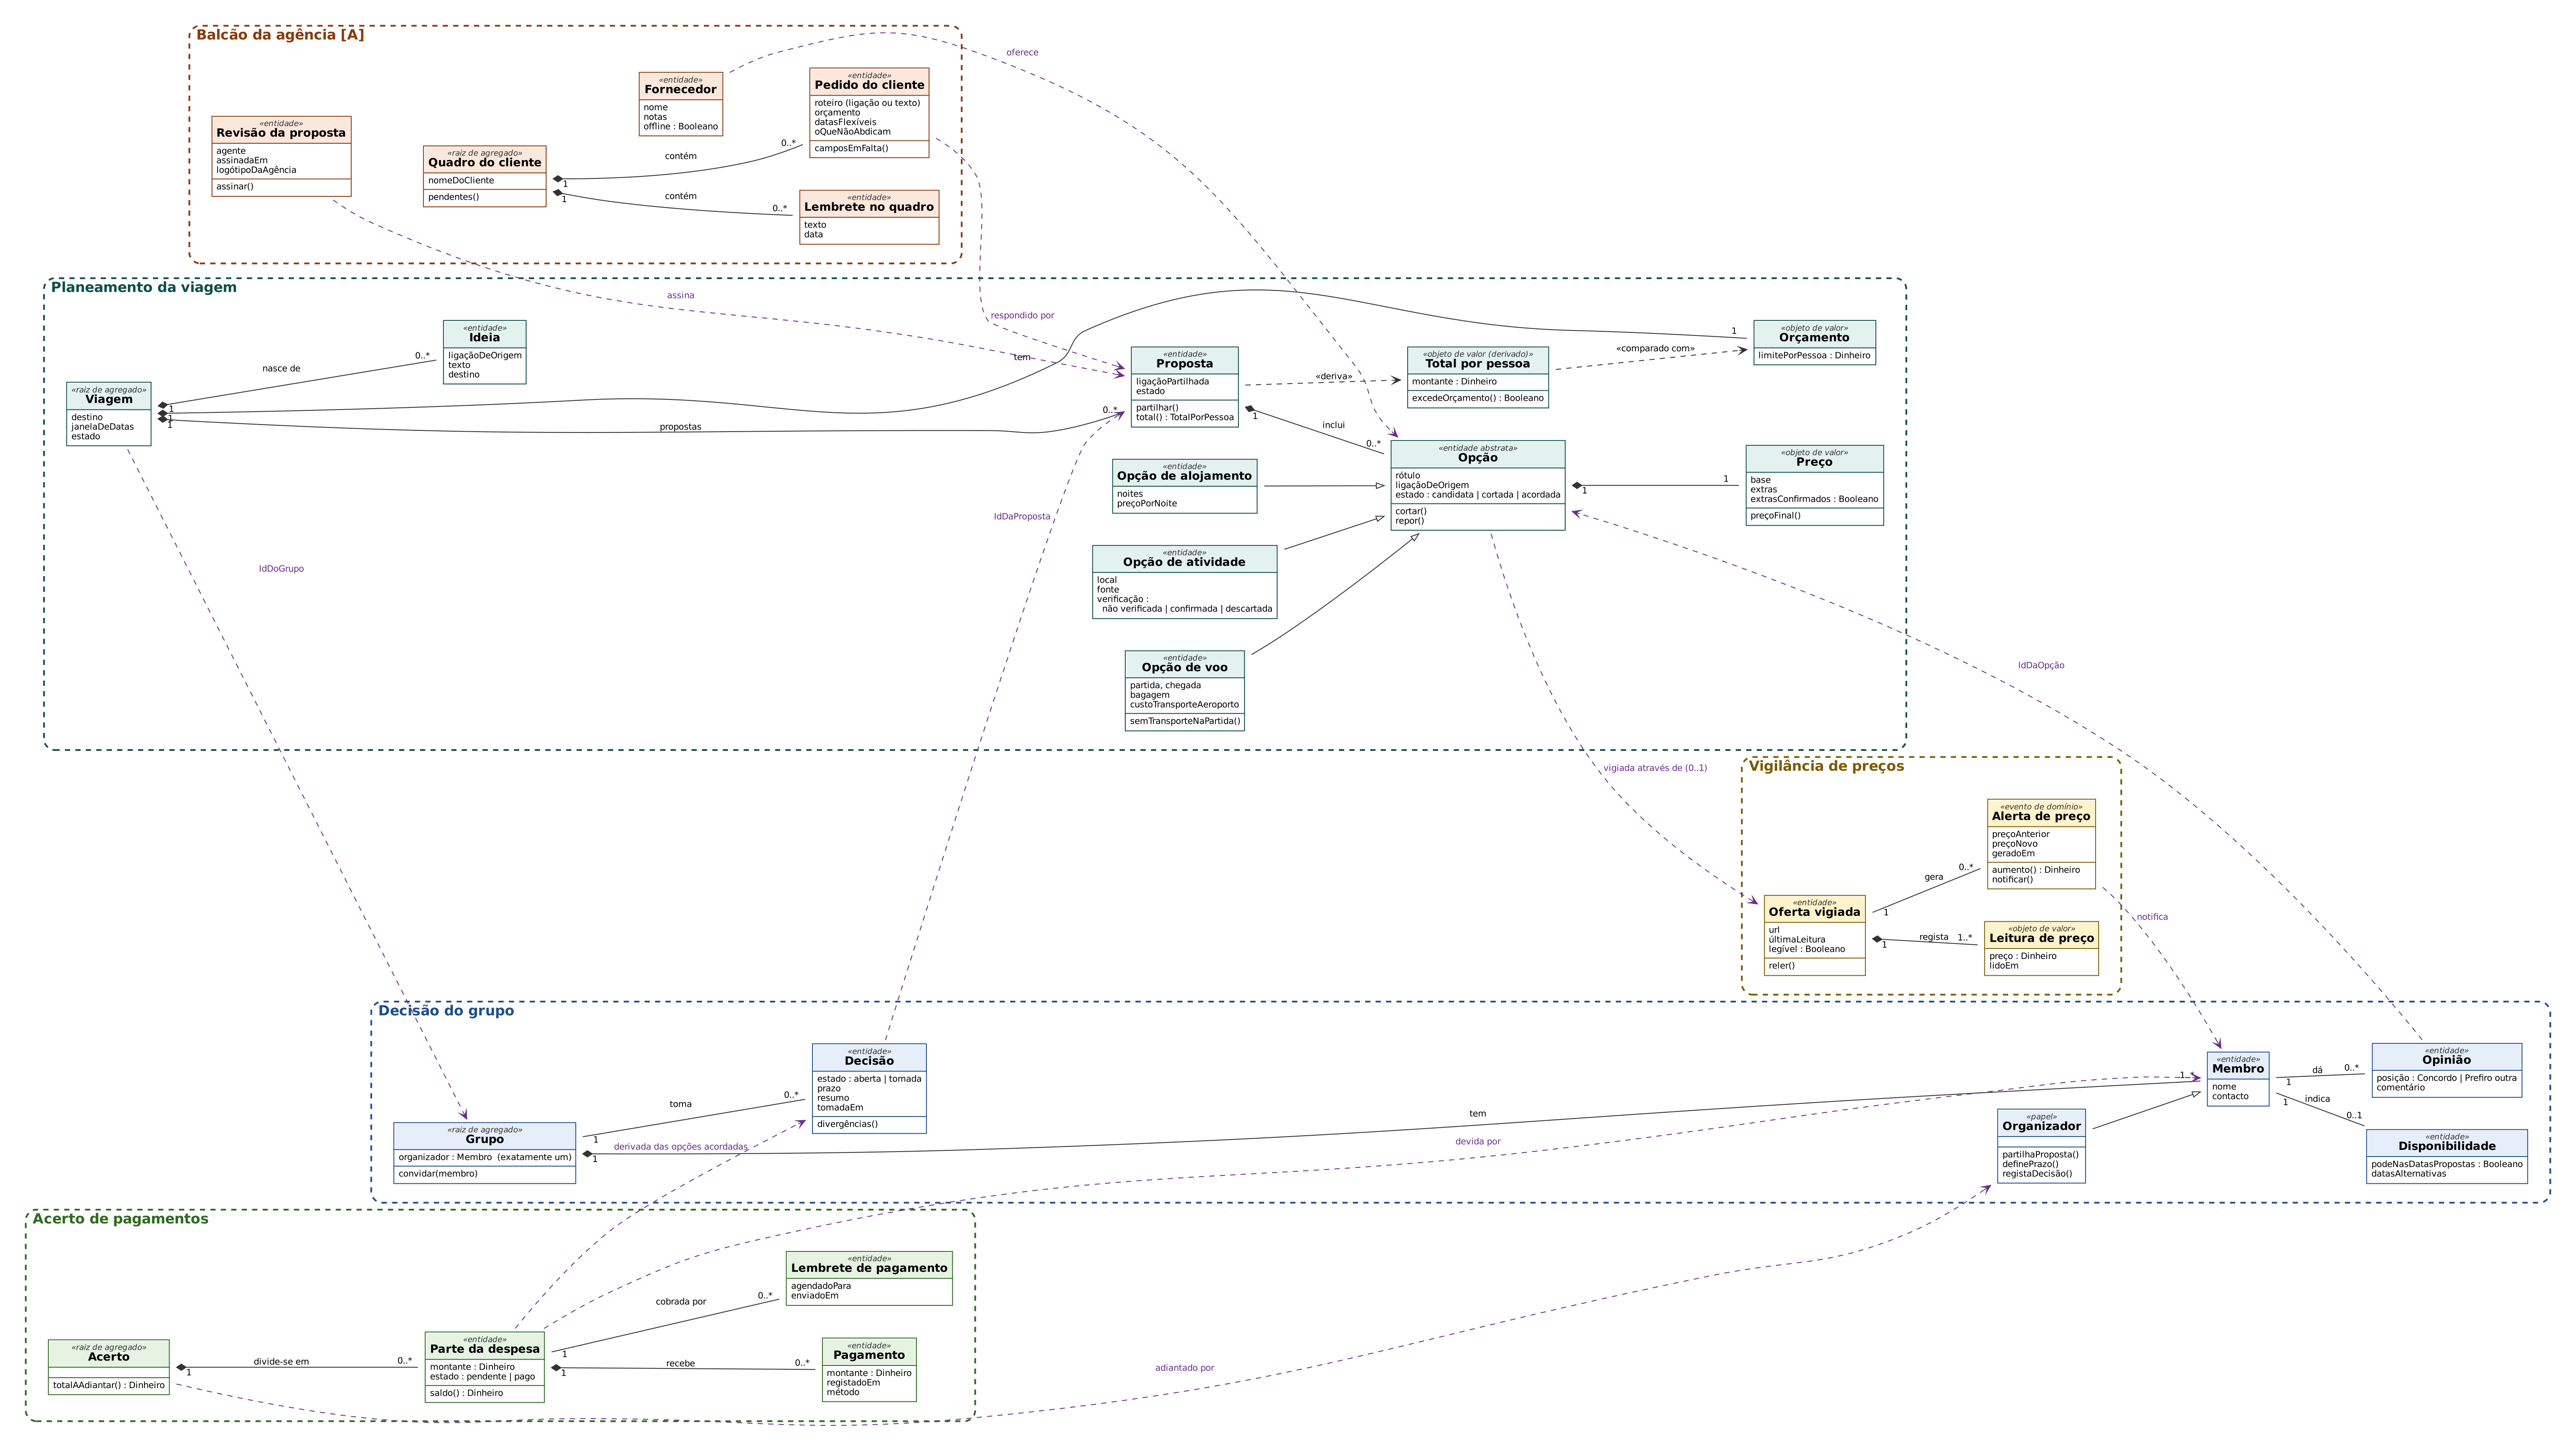 Balcão da agência [A]
«entidade»
Revisão da proposta
agente
assinadaEm
logótipoDaAgência
assinar()
«raiz de agregado»
Quadro do cliente
nomeDoCliente
pendentes()
«entidade»
Fornecedor
nome
notas
offline : Booleano
«entidade»
Pedido do cliente
roteiro (ligação ou texto)
orçamento
datasFlexíveis
oQueNãoAbdicam
camposEmFalta()
«entidade»
Lembrete no quadro
texto
data
contém
1
0..*
contém
1
0..*
oferece
assina
respondido por
Planeamento da viagem
«raiz de agregado»
Viagem
destino
janelaDeDatas
estado
«entidade»
Ideia
ligaçãoDeOrigem
texto
destino
nasce de
1
0..*
tem
1
1
propostas
1
0..*
«entidade»
Proposta
ligaçãoPartilhada
estado
partilhar()
total() : TotalPorPessoa
«deriva»
«objeto de valor (derivado)»
Total por pessoa
montante : Dinheiro
excedeOrçamento() : Booleano
«comparado com»
«objeto de valor»
Orçamento
limitePorPessoa : Dinheiro
inclui
1
0..*
«entidade abstrata»
Opção
rótulo
ligaçãoDeOrigem
estado : candidata | cortada | acordada
cortar()
repor()
1
1
«objeto de valor»
Preço
base
extras
extrasConfirmados : Booleano
preçoFinal()
«entidade»
Opção de alojamento
noites
preçoPorNoite
«entidade»
Opção de atividade
local
fonte
verificação :
não verificada | confirmada | descartada
«entidade»
Opção de voo
partida, chegada
bagagem
custoTransporteAeroporto
semTransporteNaPartida()
IdDoGrupo
IdDaProposta
IdDaOpção
vigiada através de (0..1)
Vigilância de preços
«entidade»
Oferta vigiada
url
últimaLeitura
legível : Booleano
reler()
gera
1
0..*
«evento de domínio»
Alerta de preço
preçoAnterior
preçoNovo
geradoEm
aumento() : Dinheiro
notificar()
regista
1
1..*
«objeto de valor»
Leitura de preço
preço : Dinheiro
lidoEm
notifica
Decisão do grupo
«raiz de agregado»
Grupo
organizador : Membro  (exatamente um)
convidar(membro)
toma
1
0..*
«entidade»
Decisão
estado : aberta | tomada
prazo
resumo
tomadaEm
divergências()
tem
1
1..*
derivada das opções acordadas
devida por
«papel»
Organizador
partilhaProposta()
definePrazo()
registaDecisão()
«entidade»
Membro
nome
contacto
dá
1
0..*
«entidade»
Opinião
posição : Concordo | Prefiro outra
comentário
indica
1
0..1
«entidade»
Disponibilidade
podeNasDatasPropostas : Booleano
datasAlternativas
Acerto de pagamentos
«raiz de agregado»
Acerto
totalAAdiantar() : Dinheiro
divide-se em
1
0..*
«entidade»
Parte da despesa
montante : Dinheiro
estado : pendente | pago
saldo() : Dinheiro
cobrada por
1
0..*
«entidade»
Lembrete de pagamento
agendadoPara
enviadoEm
recebe
1
0..*
«entidade»
Pagamento
montante : Dinheiro
registadoEm
método
adiantado por